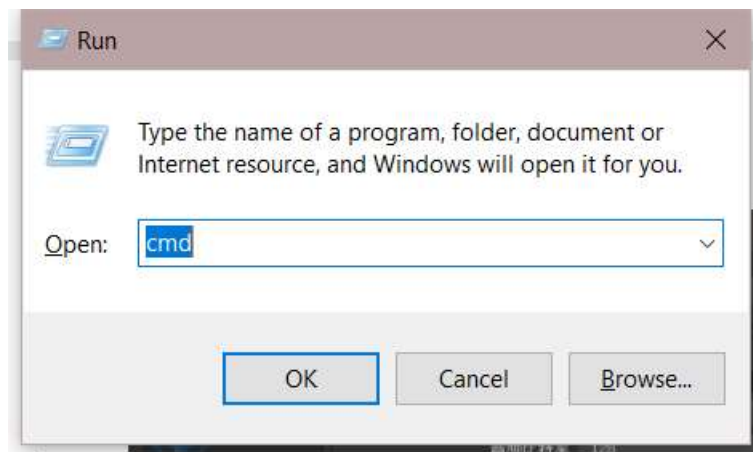 Run
Type the name of a program, folder, document or
Internet resource, and Windows will open it for you.
Open:
cmd
OK
Cancel
Browse...